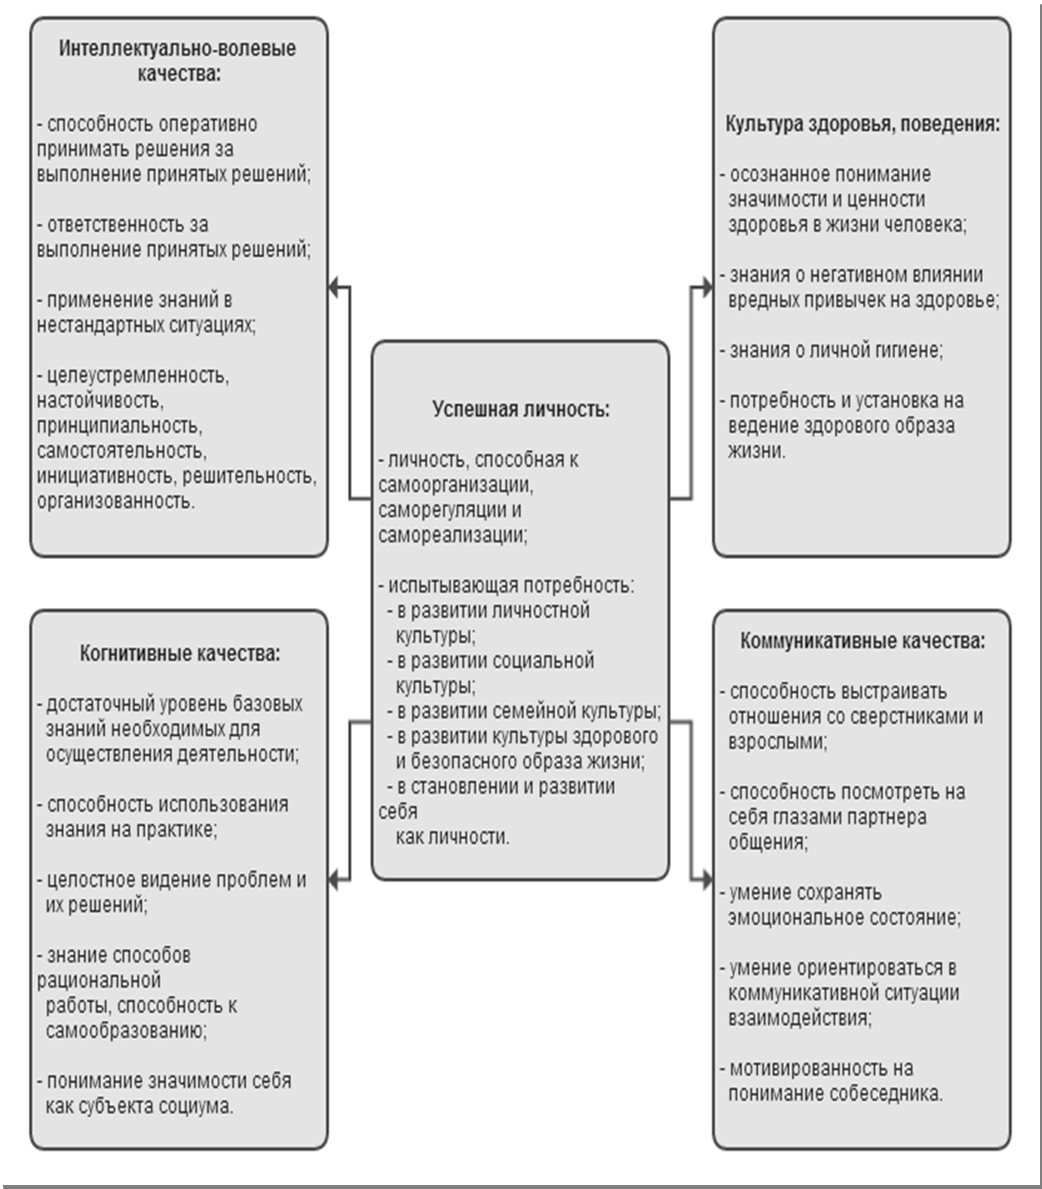 Интеллектуально-волевые
качества:
- способность оперативно
принимать решения за
выполнение принятых решений;
- ответственность за
выполнение принятых решений;
- применение знаний в
нестандартных ситуациях;
- целеустремленность,
настойчивость,
принципиальность,
самостоятельность,
инициативность, решительность,
организованность.
Культура здоровья, поведения:
- осознанное понимание
значимости и ценности
здоровья в жизни человека;
- знания о негативном влиянии
вредных привычек на здоровье;
- знания о личной гигиене;
- потребность и установка на
ведение здорового образа
жизни.
Успешная личность:
- личность, способная к
самоорганизации,
саморегуляции и
самореализации;
- испытывающая потребность:
- в развитии личностной
культуры;
- в развитии социальной
культуры;
- в развитии семейной культуры;
- в развитии культуры здорового
и безопасного образа жизни;
- в становлении и развитии
себя
как личности.
Когнитивные качества:
- достаточный уровень базовых
знаний необходимых для
осуществления деятельности;
- способность использования
знания на практике;
- целостное видение проблем и
их решений;
- знание способов
рациональной
работы, способность к
самообразованию;
- понимание значимости себя
как субъекта социума.
Коммуникативные качества:
- способность выстраивать
отношения со сверстниками и
взрослыми;
- способность посмотреть на
себя глазами партнера
общения;
- умение сохранять
эмоциональное состояние;
- умение ориентироваться в
коммуникативной ситуации
взаимодействия;
- мотивированность на
понимание собеседника.